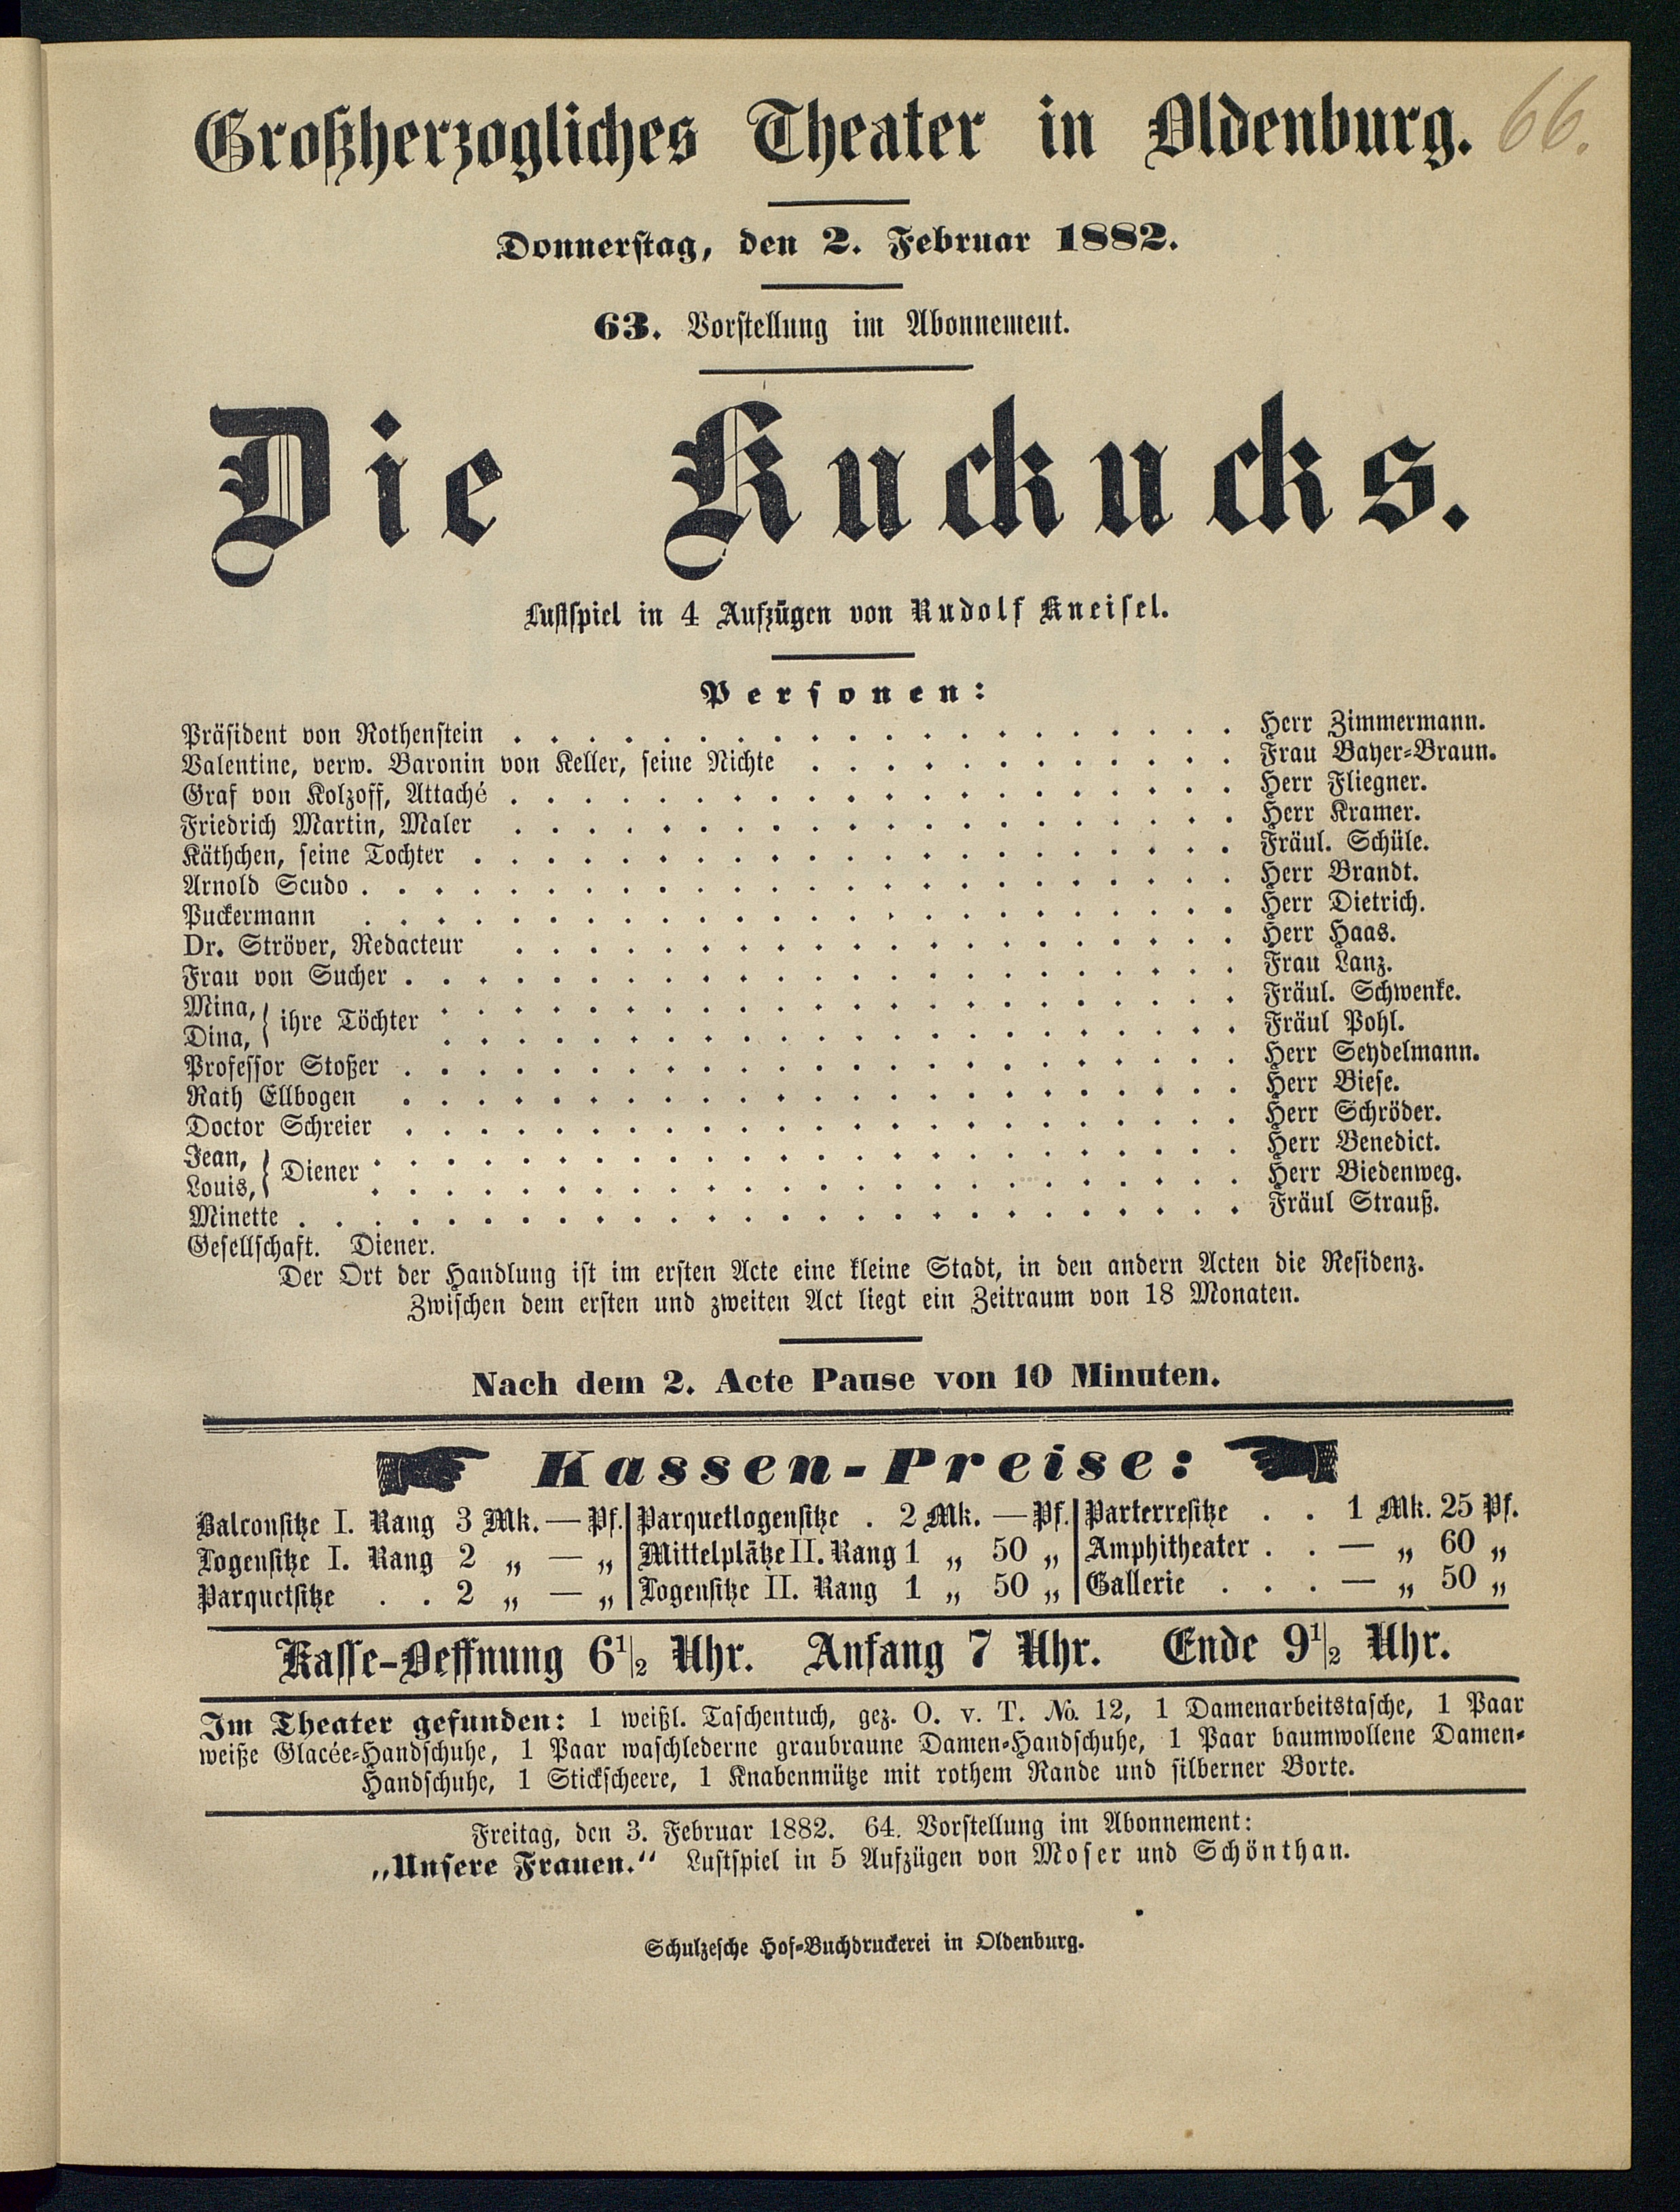 66.
Großherzogliches Theater in Oldenburg.
Donnerstag, den 2. Februar 1882.
63. Vorstellung im Abonnement.
Die Kuckucks.
Lustspiel in 4 Aufzügen von Rudolf Kneisel.
Personen:
Präsident von Rothenstein . . . . . Herr Zimmermann.
Valentine, verw. Baronin von Keller, seine Nichte . . . . . Frau Bayer-Braun.
Graf von Kolzoff, Attaché . . . . . Herr Fliegner.
Friedrich Martin, Maler . . . . . Herr Kramer.
Käthchen, seine Tochter . . . . . Fräul. Schüle.
Arnold Scudo . . . . . Herr Brandt.
Puckermann . . . . . Herr Dietrich.
Dr. Ströver, Redacteur . . . . . Herr Haas.
Frau von Sucher . . . . . Frau Lanz.
Mina, } ihre Töchter . . . . . Fräul. Schwenke.
Dina, . . . . . Fräul Pohl.
Professor Stoßer . . . . . Herr Seydelmann.
Rath Ellbogen . . . . . Herr Biese.
Doctor Schreier . . . . . Herr Schröder.
Jean, } Diener . . . . . Herr Benedict.
Louis, . . . . . Herr Biedenweg.
Minette . . . . . Fräul Strauß.
Gesellschaft. Diener.
Der Ort der Handlung ist im ersten Acte eine kleine Stadt, in den andern Acten die Residenz.
Zwischen dem ersten und zweiten Act liegt ein Zeitraum von 18 Monaten.
Nach dem 2. Acte Pause von 10 Minuten.
Kassen-Preise:
Balconsitze I. Rang 3 Mk. — Pf. | Parquetlogensitze . 2 Mk. — Pf. | Parterresitze . . 1 Mk. 25 Pf.
Logensitze I. Rang 2 „ — „ | Mittelplätze II. Rang 1 „ 50 „ | Amphitheater . . — „ 60 „
Parquetsitze . . 2 „ — „ | Logensitze II. Rang 1 „ 50 „ | Gallerie . . . — „ 50 „
Kasse-Oeffnung 6 1/2 Uhr. Anfang 7 Uhr. Ende 9 1/2 Uhr.
Im Theater gefunden: 1 weißl. Taschentuch, gez. O. v. T. No. 12, 1 Damenarbeitstasche, 1 Paar
weiße Glacée-Handschuhe, 1 Paar waschlederne graubraune Damen-Handschuhe, 1 Paar baumwollene Damen-
Handschuhe, 1 Stickscheere, 1 Knabenmütze mit rothem Rande und silberner Borte.
Freitag, den 3. Februar 1882. 64. Vorstellung im Abonnement:
„Unsere Frauen.“ Lustspiel in 5 Aufzügen von Moser und Schönthan.
Schulzesche Hof-Buchdruckerei in Oldenburg.